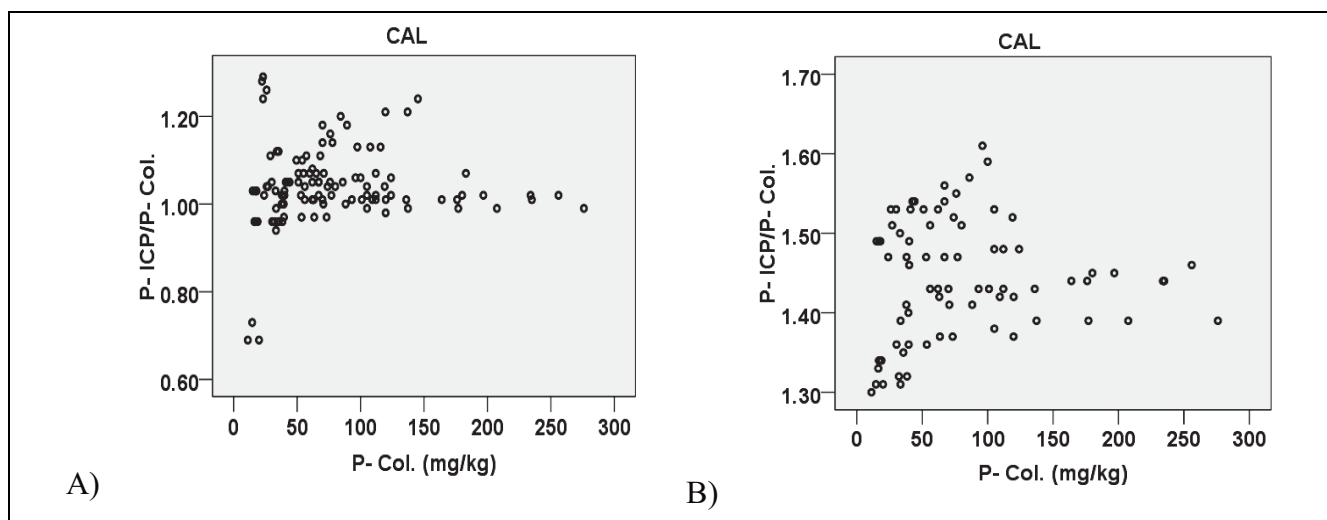 CAL
P- ICP/P- Col.
1.20
1.00
0.80
0.60
0 50 100 150 200 250 300
P- Col. (mg/kg)
A)
CAL
P- ICP/P- Col.
1.70
1.60
1.50
1.40
1.30
0 50 100 150 200 250 300
P- Col. (mg/kg)
B)